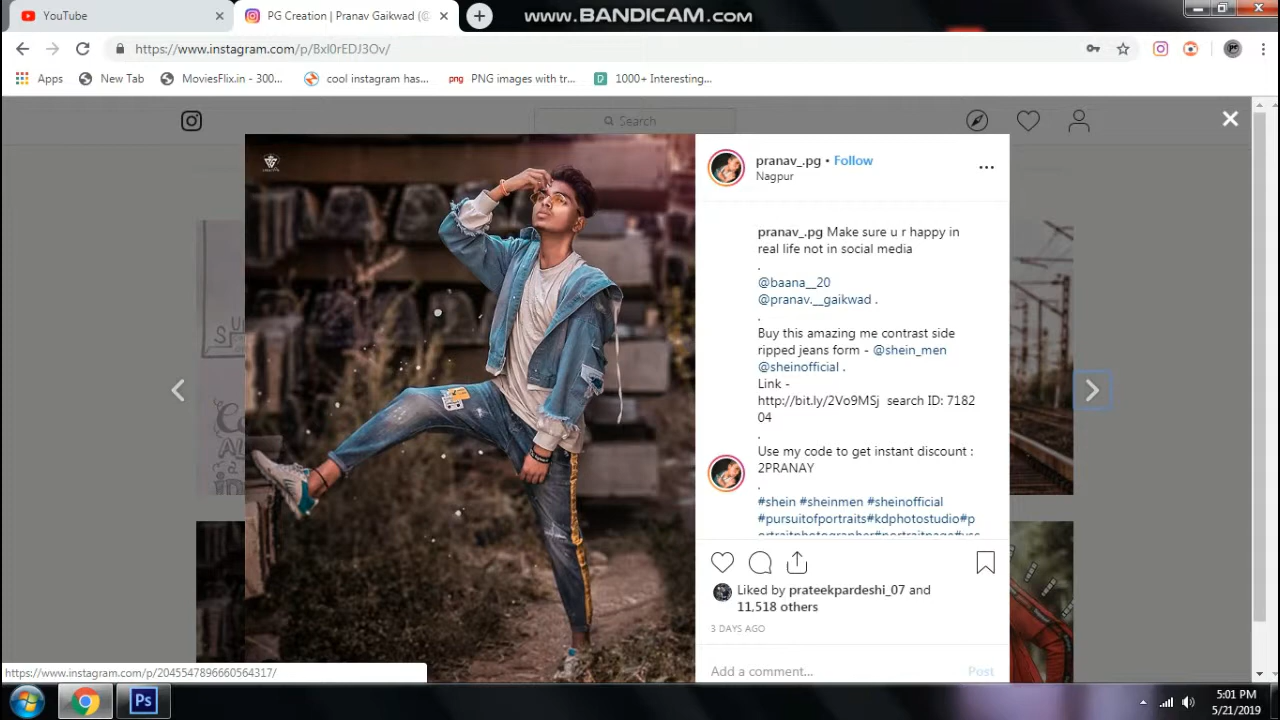 YouTube
PG Creation | Pranav Gaikwad (@
www.BANDICAM.com
https://www.instagram.com/p/Bxl0rEDJ3Ov/
Apps
New Tab
MoviesFlix.in - 300...
cool instagram has...
png PNG images with tr...
1000+ Interesting...
Search
pranav_.pg • Follow
Nagpur
pranav_.pg Make sure u r happy in
real life not in social media
.
@baana__20
@pranav.__gaikwad .
.
Buy this amazing me contrast side
ripped jeans form - @shein_men
@sheinofficial .
Link -
http://bit.ly/2Vo9MSj search ID: 7182
04
.
Use my code to get instant discount :
2PRANAY
.
#shein #sheinmen #sheinofficial
#pursuitofportraits#kdphotostudio#p
ortraitphotographer#portraitpage#vsc
Liked by prateekpardeshi_07 and
11,518 others
3 DAYS AGO
Add a comment...
Post
https://www.instagram.com/p/2045547896660564317/
Ps
5:01 PM
5/21/2019